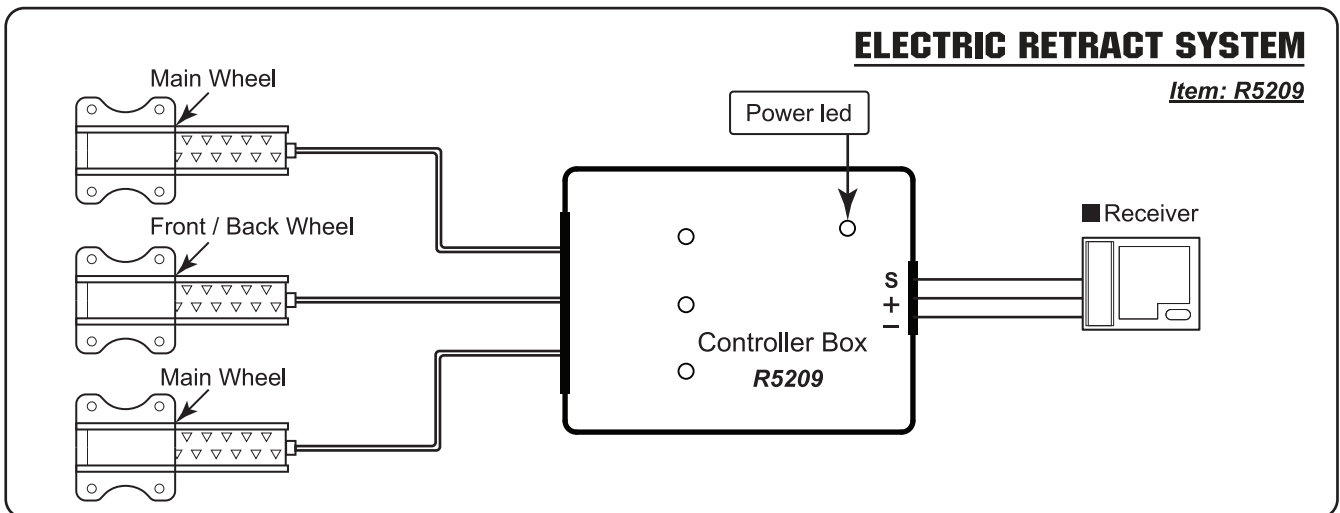 ELECTRIC RETRACT SYSTEM
Item: R5209
Main Wheel
Power led
Front / Back Wheel
■ Receiver
S
+
−
Controller Box
R5209
Main Wheel